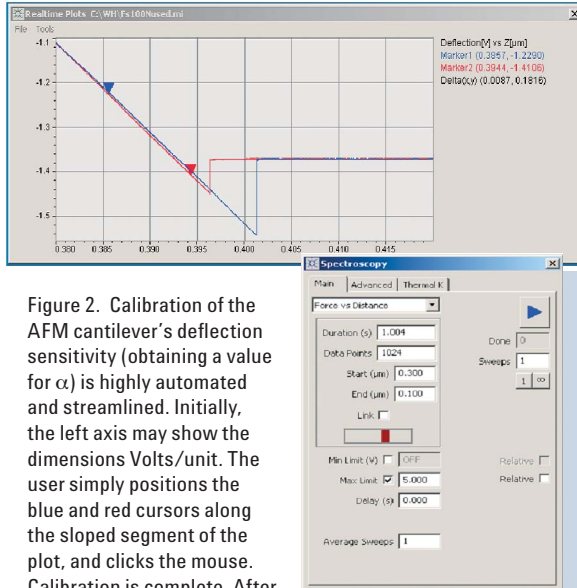 Realtime Plots C:\WH\Fs100Nused.mi
File Tools
-1.1
-1.2
-1.3
-1.4
-1.5
0.380 0.385 0.390 0.395 0.400 0.405 0.410 0.415
Deflection[V] vs Z[µm]
Marker1 (0.3857, -1.2290)
Marker2 (0.3944, -1.4106)
Delta(x,y) (0.0087, 0.1816)
Figure 2. Calibration of the
AFM cantilever's deflection
sensitivity (obtaining a value
for α) is highly automated
and streamlined. Initially,
the left axis may show the
dimensions Volts/unit. The
user simply positions the
blue and red cursors along
the sloped segment of the
plot, and clicks the mouse.
Calibration is complete. After
Spectroscopy
Main Advanced Thermal K
Force vs Distance
Duration (s) 1.004
Data Points 1024
Start (µm) 0.300
End (µm) 0.100
Link
Done 0
Sweeps 1
1 ∞
Min Limit (V) OFF
Relative
Max Limit 5.000
Relative
Delay (s) 0.000
Average Sweeps 1